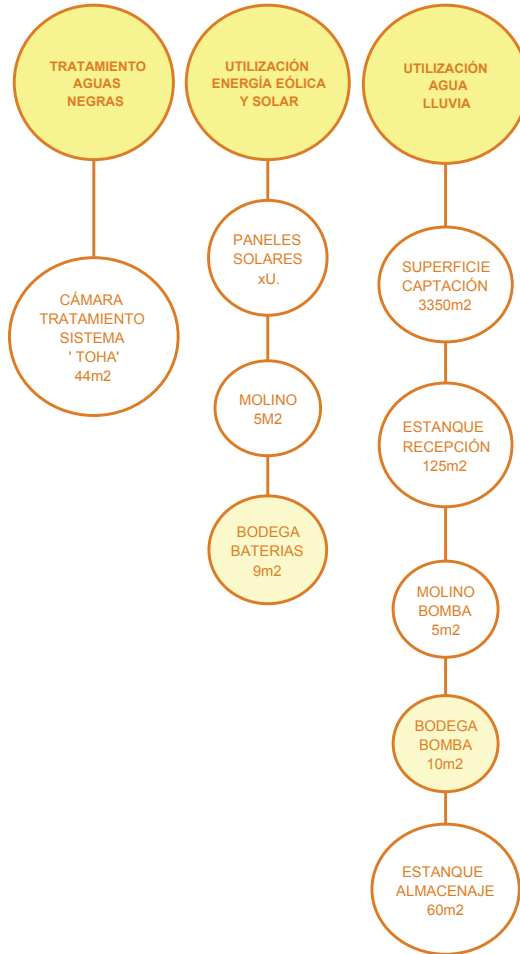 TRATAMIENTO
AGUAS
NEGRAS
CÁMARA
TRATAMIENTO
SISTEMA
' TOHA'
44m2
UTILIZACIÓN
ENERGÍA EÓLICA
Y SOLAR
PANELES
SOLARES
xU.
MOLINO
5M2
BODEGA
BATERIAS
9m2
UTILIZACIÓN
AGUA
LLUVIA
SUPERFICIE
CAPTACIÓN
3350m2
ESTANQUE
RECEPCIÓN
125m2
MOLINO
BOMBA
5m2
BODEGA
BOMBA
10m2
ESTANQUE
ALMACENAJE
60m2